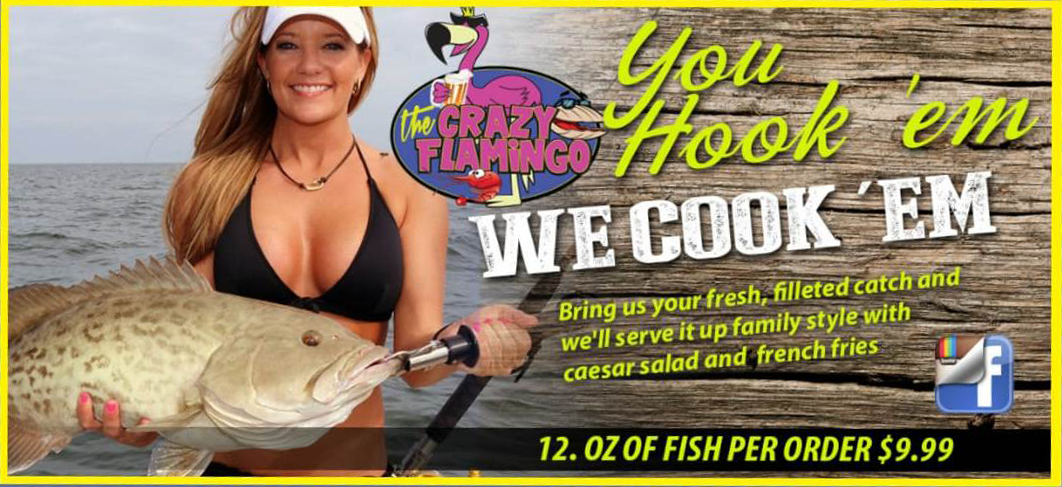 the CRAZY
FLAMiNGO
You
Hook 'em
WE COOK 'EM
Bring us your fresh, filleted catch and
we'll serve it up family style with
caesar salad and french fries
f
12. OZ OF FISH PER ORDER $9.99